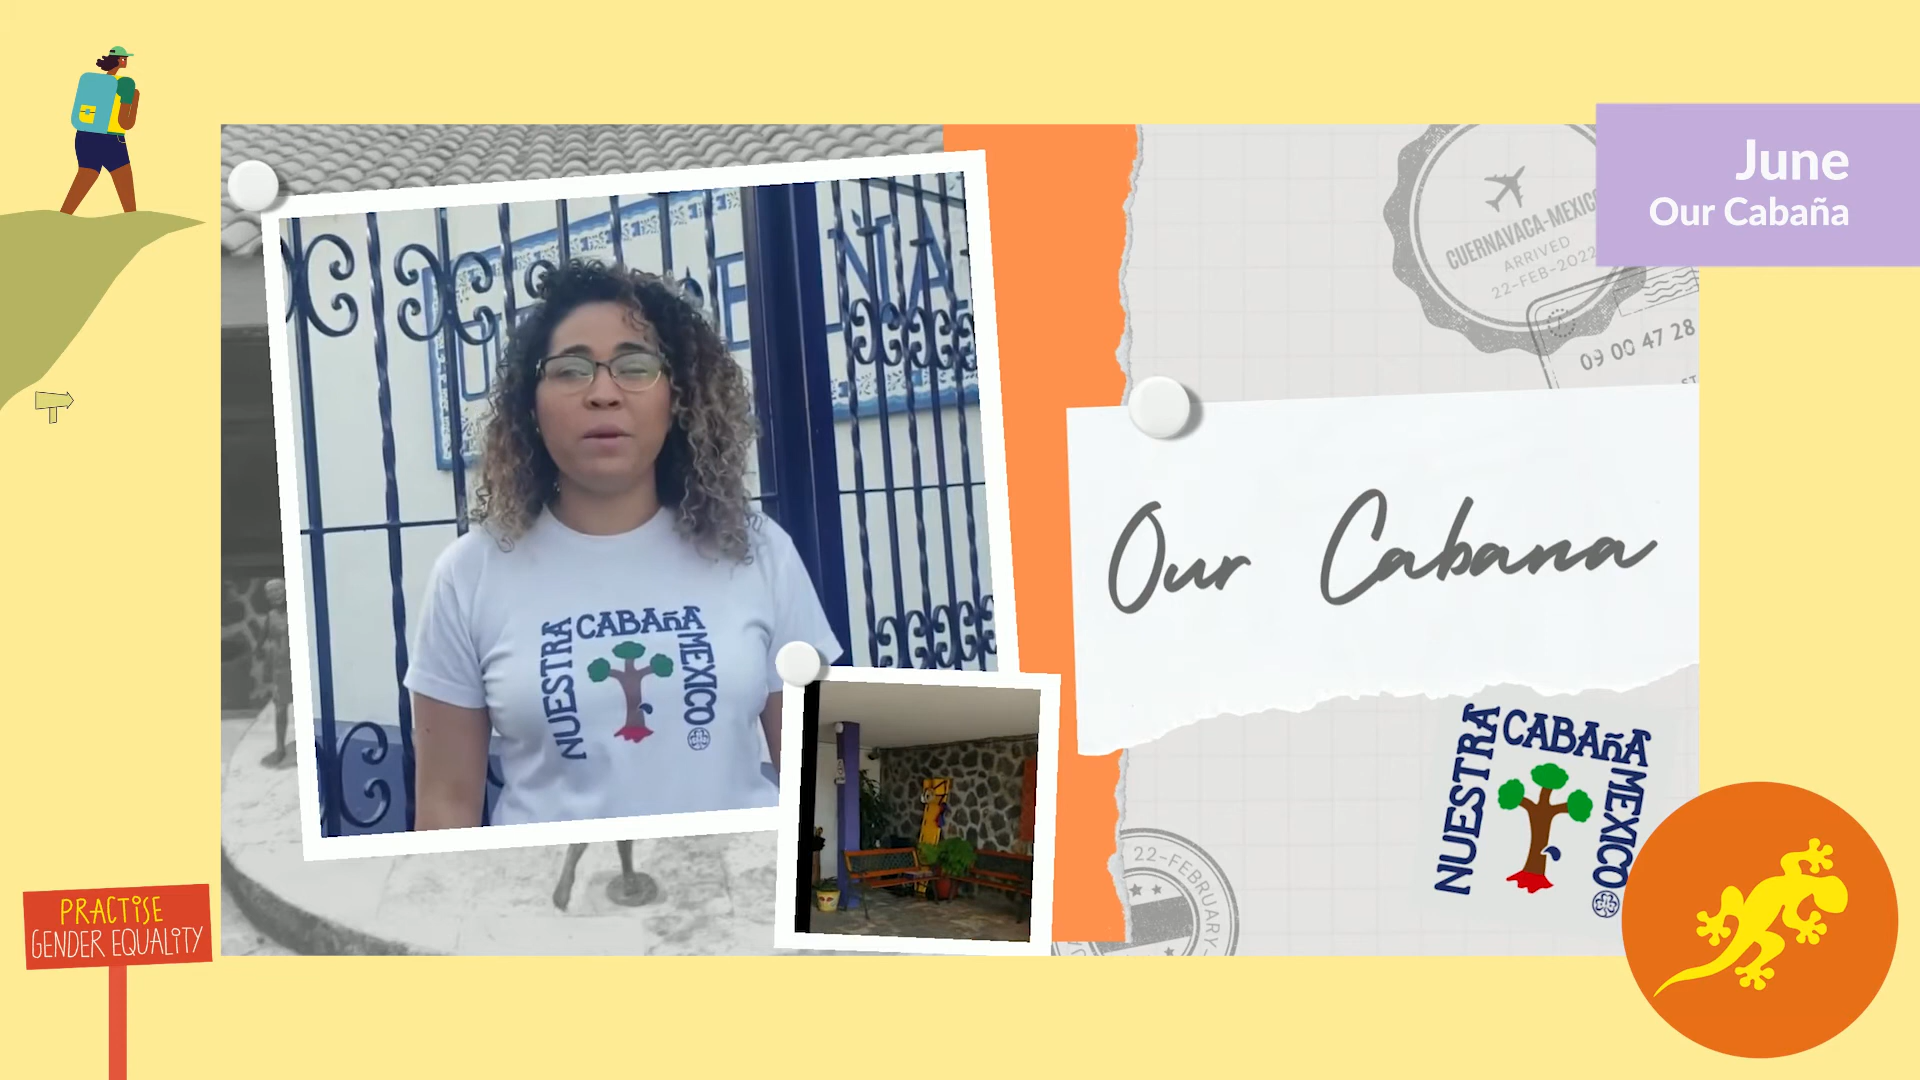 June
Our Cabaña
CUERNAVACA-MEXICO
ARRIVED
22-FEB-2022
09 00 47 28
Our Cabana
NUESTRA
CABAñA
MEXICO
NUESTRA
CABAñA
MEXICO
22-FEBRUARY-
PRACTiSE
GENDER EQUALiTY